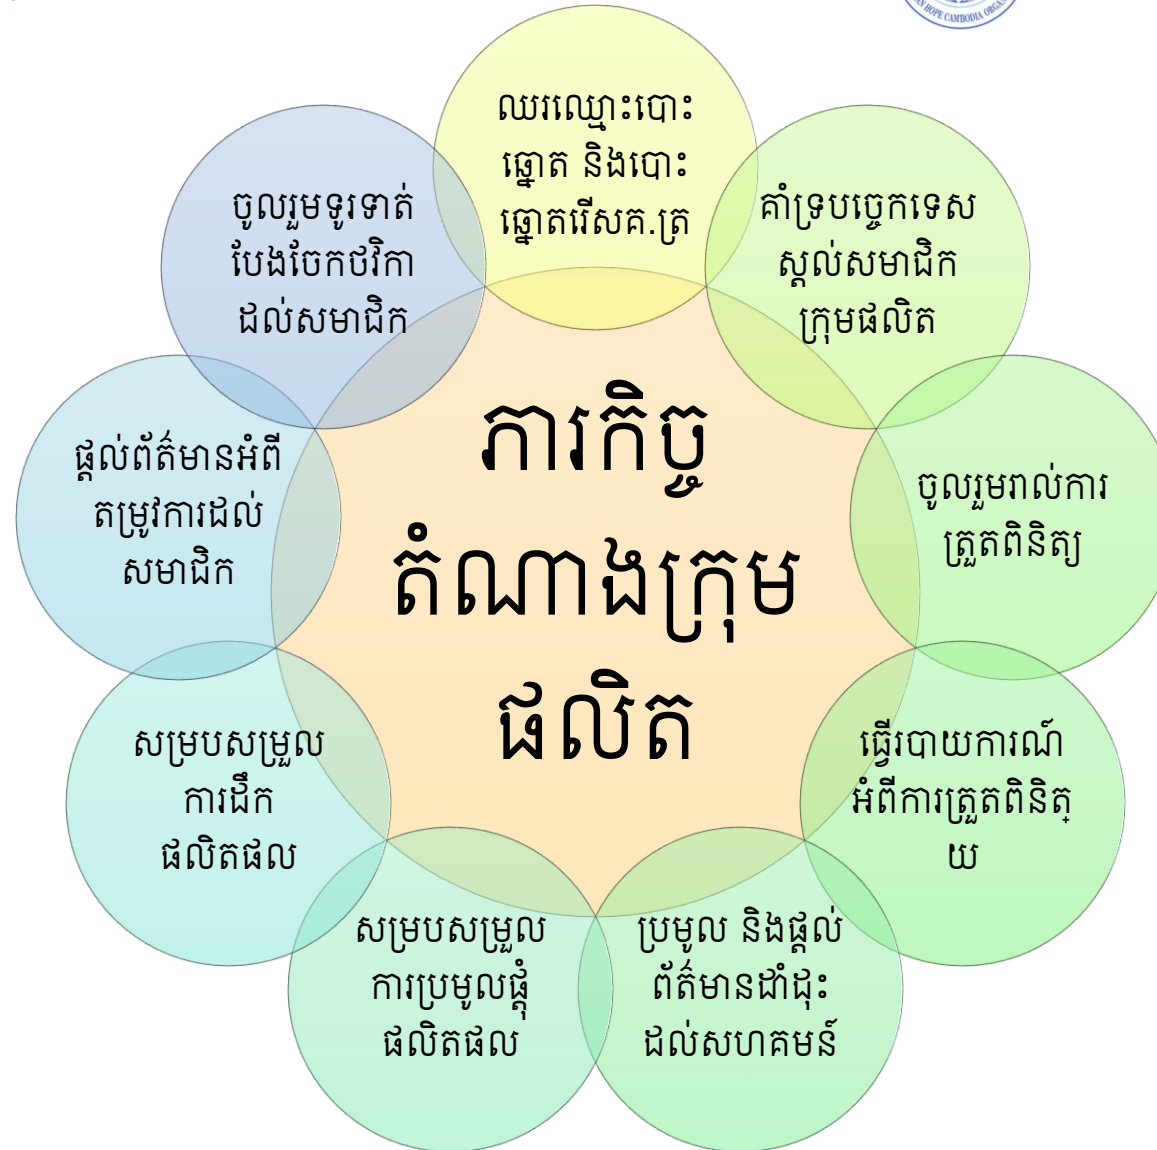 HOPE CAMBODIA
ឈរឈ្មោះបោះ
ឆ្នោត និងបោះ
ឆ្នោតរើសគ.ត្រ
គាំទ្របច្ចេកទេស
ស្តល់សមាជិក
ក្រុមផលិត
ចូលរួមរាល់ការ
ត្រួតពិនិត្យ
ធ្វើរបាយការណ៍
អំពីការត្រួតពិនិត្
យ
ប្រមូល និងផ្តល់
ព័ត៌មានដាំដុះ
ដល់សហគមន៍
សម្របសម្រួល
ការប្រមូលផ្តុំ
ផលិតផល
សម្របសម្រួល
ការដឹក
ផលិតផល
ផ្តល់ព័ត៌មានអំពី
តម្រូវការដល់
សមាជិក
ចូលរួមទូរទាត់
បែងចែកថវិកា
ដល់សមាជិក
ភារកិច្ច
តំណាងក្រុម
ផលិត